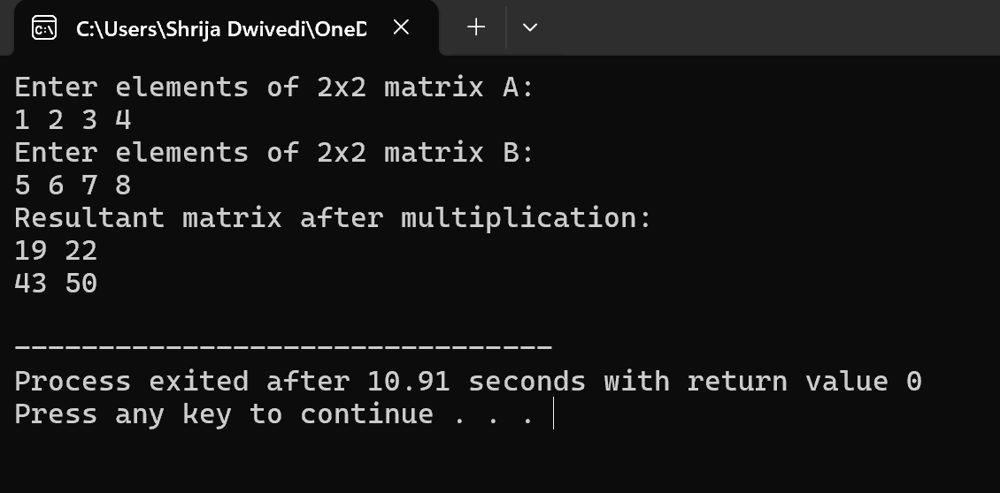 C:\Users\Shrija Dwivedi\OneD
Enter elements of 2x2 matrix A:
1 2 3 4
Enter elements of 2x2 matrix B:
5 6 7 8
Resultant matrix after multiplication:
19 22
43 50
--------------------------------
Process exited after 10.91 seconds with return value 0
Press any key to continue . . .